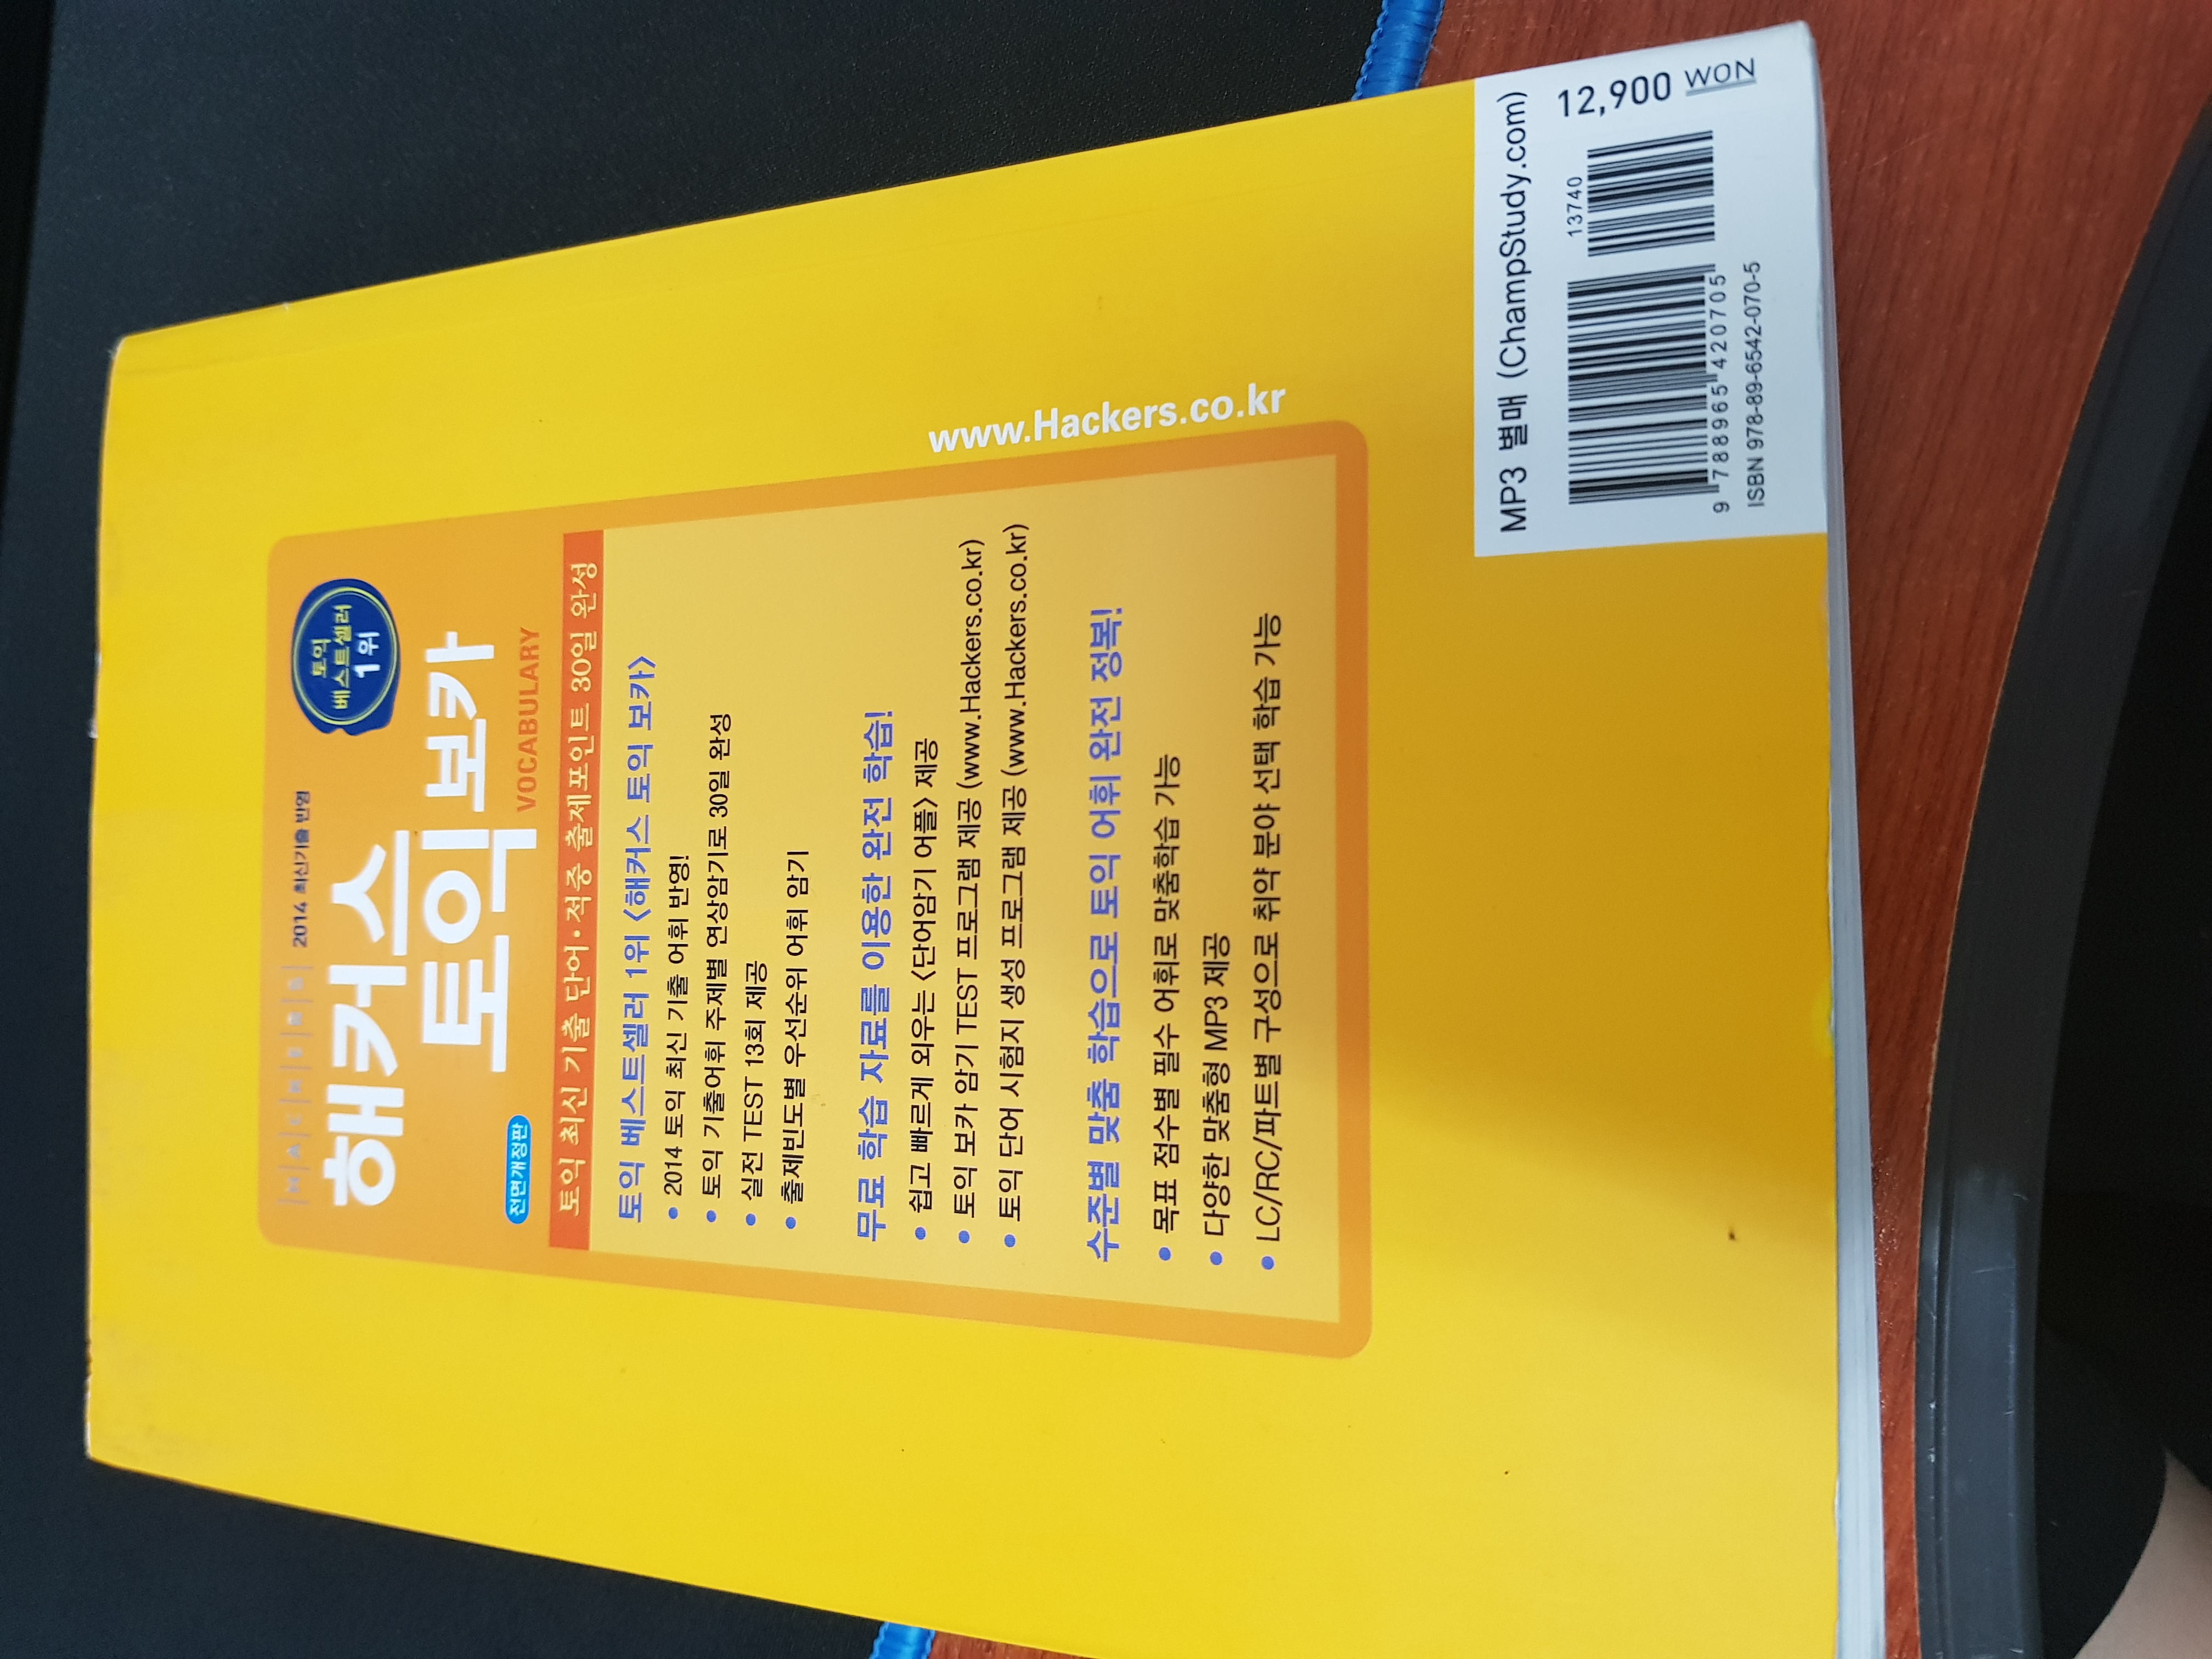 HACKERS 2014 최신기출 반영
토익
베스트셀러
1위
해커스
토익 보카
전면개정판
VOCABULARY
토익 최신 기출 단어·적중 출제포인트 30일 완성
토익 베스트셀러 1위 〈해커스 토익 보카〉
• 2014 토익 최신 기출 어휘 반영!
• 토익 기출어휘 주제별 연상암기로 30일 완성
• 실전 TEST 13회 제공
• 출제빈도별 우선순위 어휘 암기
무료 학습 자료를 이용한 완전 학습!
• 쉽고 빠르게 외우는 〈단어암기 어플〉 제공
• 토익 보카 암기 TEST 프로그램 제공 (www.Hackers.co.kr)
• 토익 단어 시험지 생성 프로그램 제공 (www.Hackers.co.kr)
수준별 맞춤 학습으로 토익 어휘 완전 정복!
• 목표 점수별 필수 어휘로 맞춤학습 가능
• 다양한 맞춤형 MP3 제공
• LC/RC/파트별 구성으로 취약 분야 선택 학습 가능
www.Hackers.co.kr
MP3 별매 (ChampStudy.com)
13740
9 788965 420705
ISBN 978-89-6542-070-5
12,900 WON